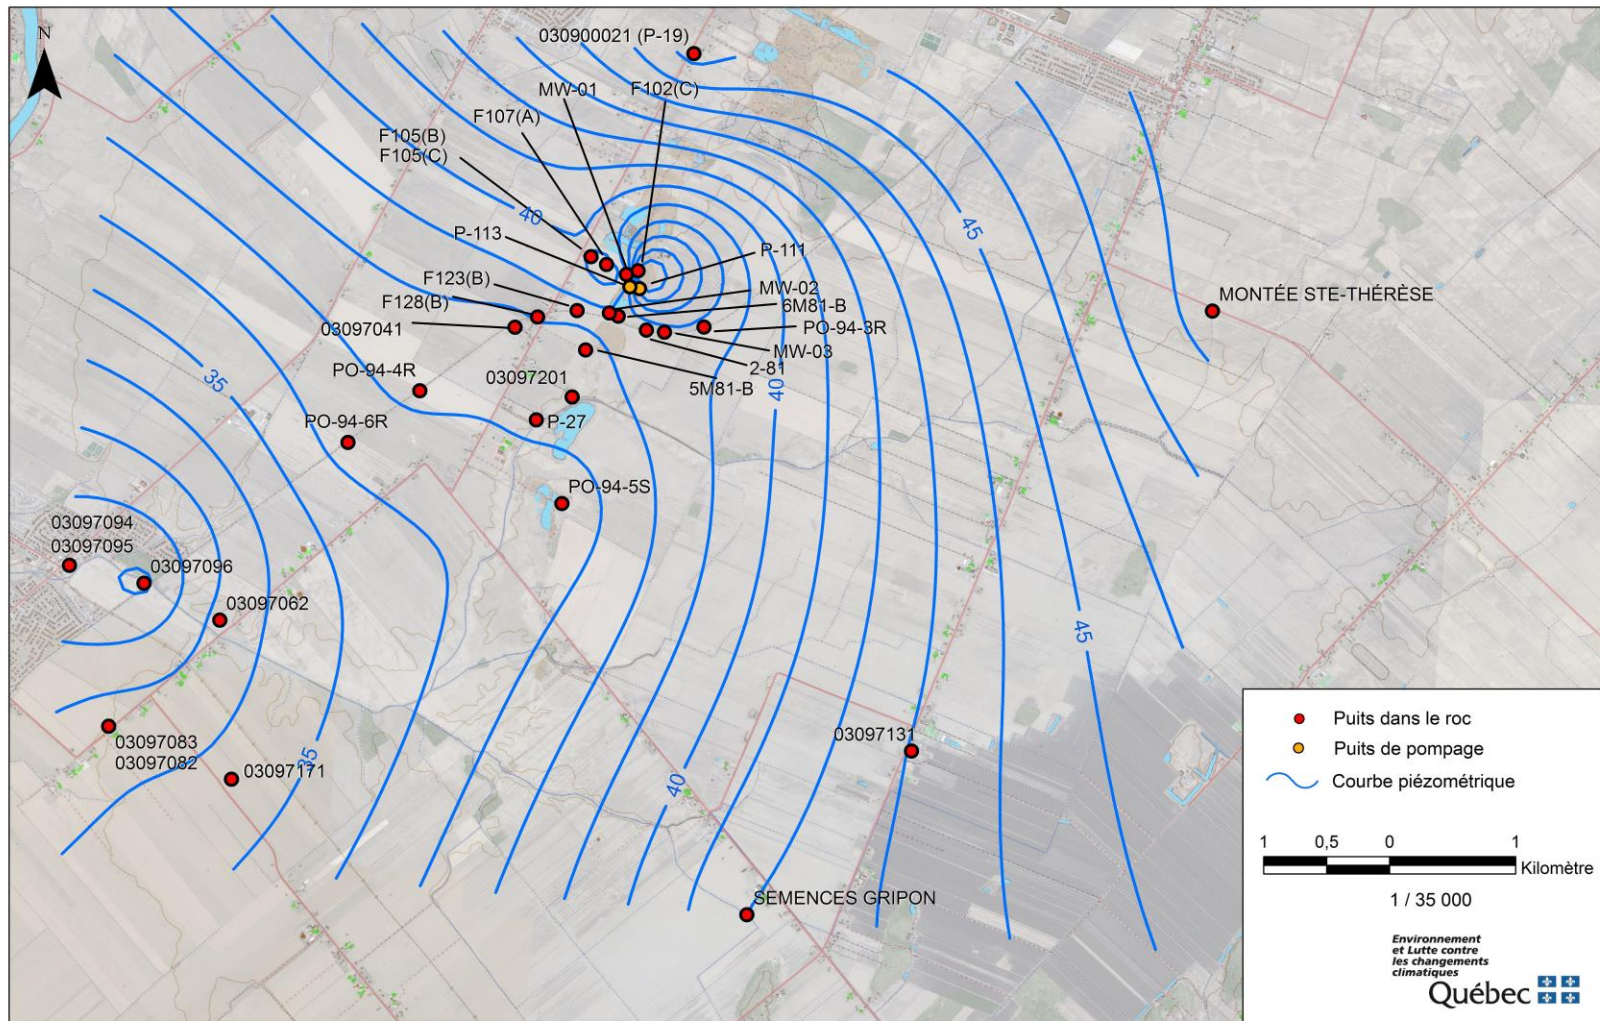 N
030900021 (P-19)
MW-01
F102(C)
F107(A)
F105(B)
F105(C)
40
45
P-113
P-111
F123(B)
MW-02
F128(B)
6M81-B
MONTÉE STE-THÉRÈSE
03097041
PO-94-3R
MW-03
2-81
PO-94-4R
03097201
5M81-B
40
35
PO-94-6R
P-27
PO-94-5S
03097094
03097095
03097096
03097062
45
03097083
03097082
03097171
35
03097131
40
SEMENCES GRIPON
Puits dans le roc
Puits de pompage
Courbe piézométrique
1 0,5 0 1
Kilomètre
1 / 35 000
Environnement
et Lutte contre
les changements
climatiques
Québec